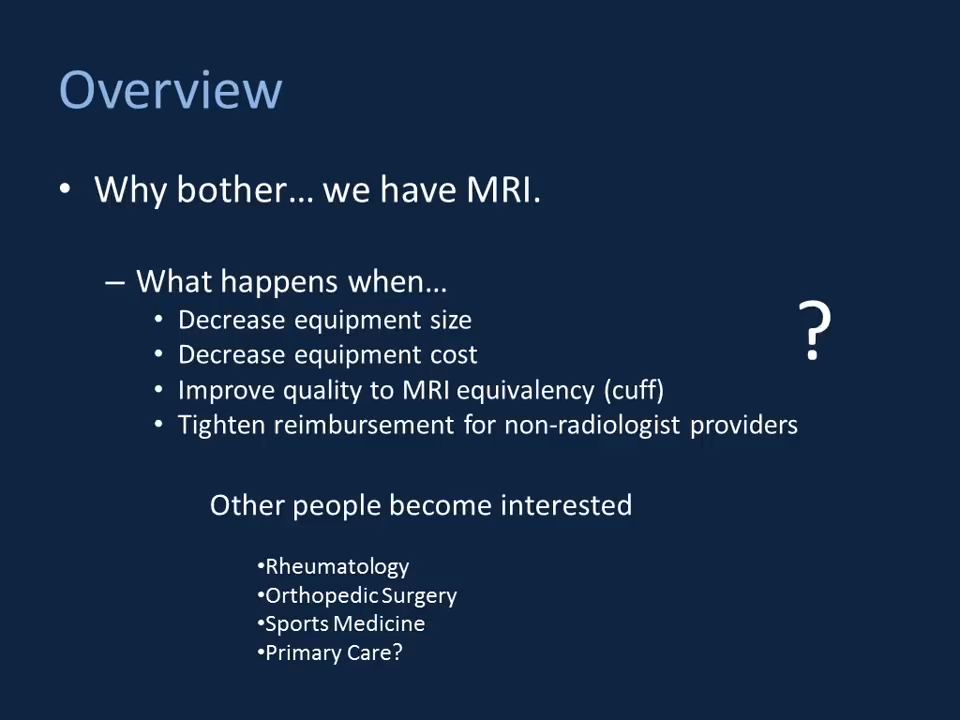 Overview
• Why bother… we have MRI.
– What happens when…
• Decrease equipment size
• Decrease equipment cost
• Improve quality to MRI equivalency (cuff)
• Tighten reimbursement for non-radiologist providers
?
Other people become interested
•Rheumatology
•Orthopedic Surgery
•Sports Medicine
•Primary Care?